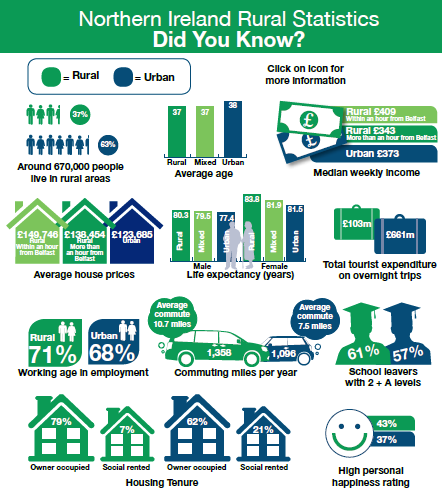 Northern Ireland Rural Statistics
Did You Know?
= Rural
= Urban
Click on icon for
more information
37%
63%
Around 670,000 people
live in rural areas
37
37
38
Rural
Mixed
Urban
Average age
£
£
Rural £409
Within an hour from Belfast
Rural £343
More than an hour from Belfast
Urban £373
Median weekly income
£149,746
Rural
Within an
hour from
Belfast
£138,454
Rural
More than
an hour from
Belfast
£123,685
Urban
Average house prices
80.3
79.5
77.4
83.8
81.9
81.5
Rural
Mixed
Urban
Rural
Mixed
Urban
Male
Female
Life expectancy (years)
£103m
£661m
Total tourist expenditure
on overnight trips
Rural
71%
Urban
68%
Working age in employment
Average
commute
10.7 miles
Average
commute
7.5 miles
1,358
1,096
Commuting miles per year
61%
57%
School leavers
with 2 + A levels
79%
7%
62%
21%
Owner occupied
Social rented
Owner occupied
Social rented
Housing Tenure
43%
37%
High personal
happiness rating